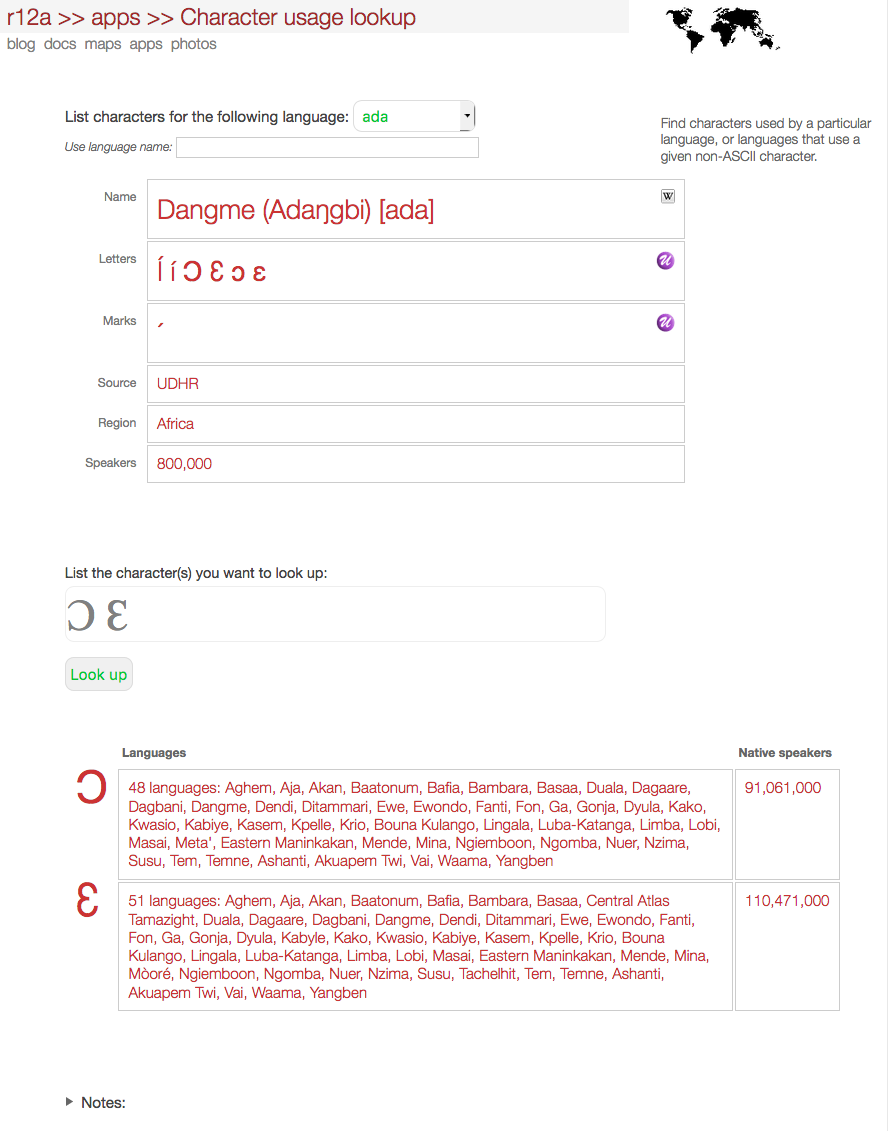 r12a >> apps >> Character usage lookup
blog docs maps apps photos
List characters for the following language: ada
Use language name:
Find characters used by a particular
language, or languages that use a
given non-ASCII character.
Name
W
Dangme (Adaŋgbi) [ada]
Letters
Í í Ɔ Ɛ ɔ ɛ
Marks
 ́
Source
UDHR
Region
Africa
Speakers
800,000
List the character(s) you want to look up:
Ɔ Ɛ
Look up
Languages
Native speakers
Ɔ
48 languages: Aghem, Aja, Akan, Baatonum, Bafia, Bambara, Basaa, Duala, Dagaare,
Dagbani, Dangme, Dendi, Ditammari, Ewe, Ewondo, Fanti, Fon, Ga, Gonja, Dyula, Kako,
Kwasio, Kabiye, Kasem, Kpelle, Krio, Bouna Kulango, Lingala, Luba-Katanga, Limba, Lobi,
Masai, Meta', Eastern Maninkakan, Mende, Mina, Ngiemboon, Ngomba, Nuer, Nzima,
Susu, Tem, Temne, Ashanti, Akuapem Twi, Vai, Waama, Yangben
91,061,000
Ɛ
51 languages: Aghem, Aja, Akan, Baatonum, Bafia, Bambara, Basaa, Central Atlas
Tamazight, Duala, Dagaare, Dagbani, Dangme, Dendi, Ditammari, Ewe, Ewondo, Fanti,
Fon, Ga, Gonja, Dyula, Kabyle, Kako, Kwasio, Kabiye, Kasem, Kpelle, Krio, Bouna
Kulango, Lingala, Luba-Katanga, Limba, Lobi, Masai, Eastern Maninkakan, Mende, Mina,
Mòoré, Ngiemboon, Ngomba, Nuer, Nzima, Susu, Tachelhit, Tem, Temne, Ashanti,
Akuapem Twi, Vai, Waama, Yangben
110,471,000
Notes: